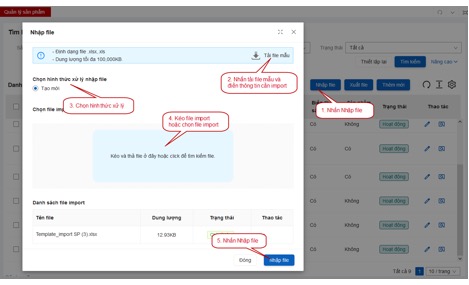 Quản lý sản phẩm
Nhập file
- Định dạng file .xlsx,.xls
- Dung lượng tối đa 100.000KB
Tải file mẫu
2. Nhấn tải file mẫu và
điền thông tin cần import
Chọn hình thức xử lý nhập file
Tạo mới
3. Chọn hình thức xử lý
Chọn file
4. Kéo file import
hoặc chọn file import
Kéo và thả file ở đây hoặc click để tìm kiếm file.
Danh sách file import
Tên file
Dung lượng
Trạng thái
Thao tác
Template_import SP (3).xlsx
12.93KB
5. Nhấn Nhập file
Đóng
nhập file
Trạng thái
Tất cả
Thiết lập lại
Tìm kiếm
Nâng cao
Nhập file
Xuất file
Thêm mới
1. Nhấn Nhập file
Trạng thái
Thao tác
Có
Không
Hoạt động
Có
Có
Hoạt động
Có
Không
Hoạt động
Có
Không
Hoạt động
Có
Không
Hoạt động
Tất cả 9
1
10 / trang